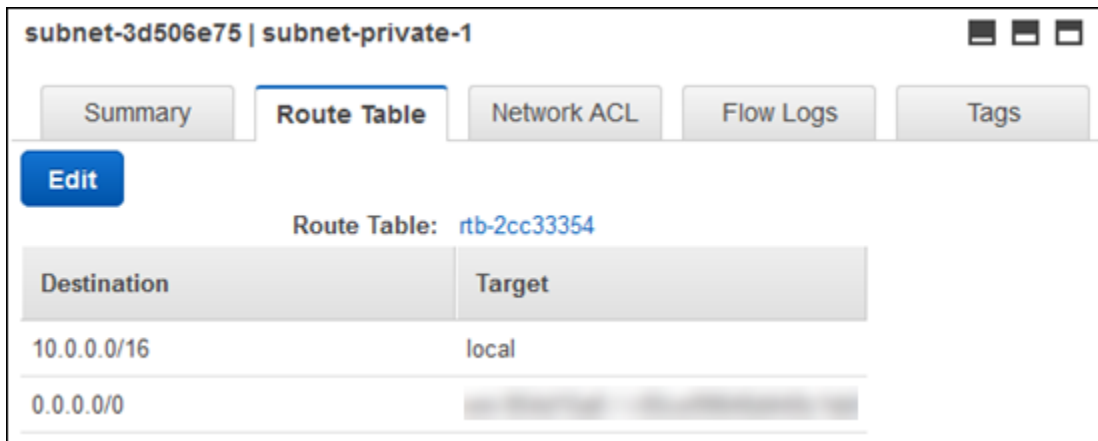 subnet-3d506e75 | subnet-private-1
Summary Route Table Network ACL Flow Logs Tags
Edit
Route Table: rtb-2cc33354
Destination Target
10.0.0.0/16 local
0.0.0.0/0